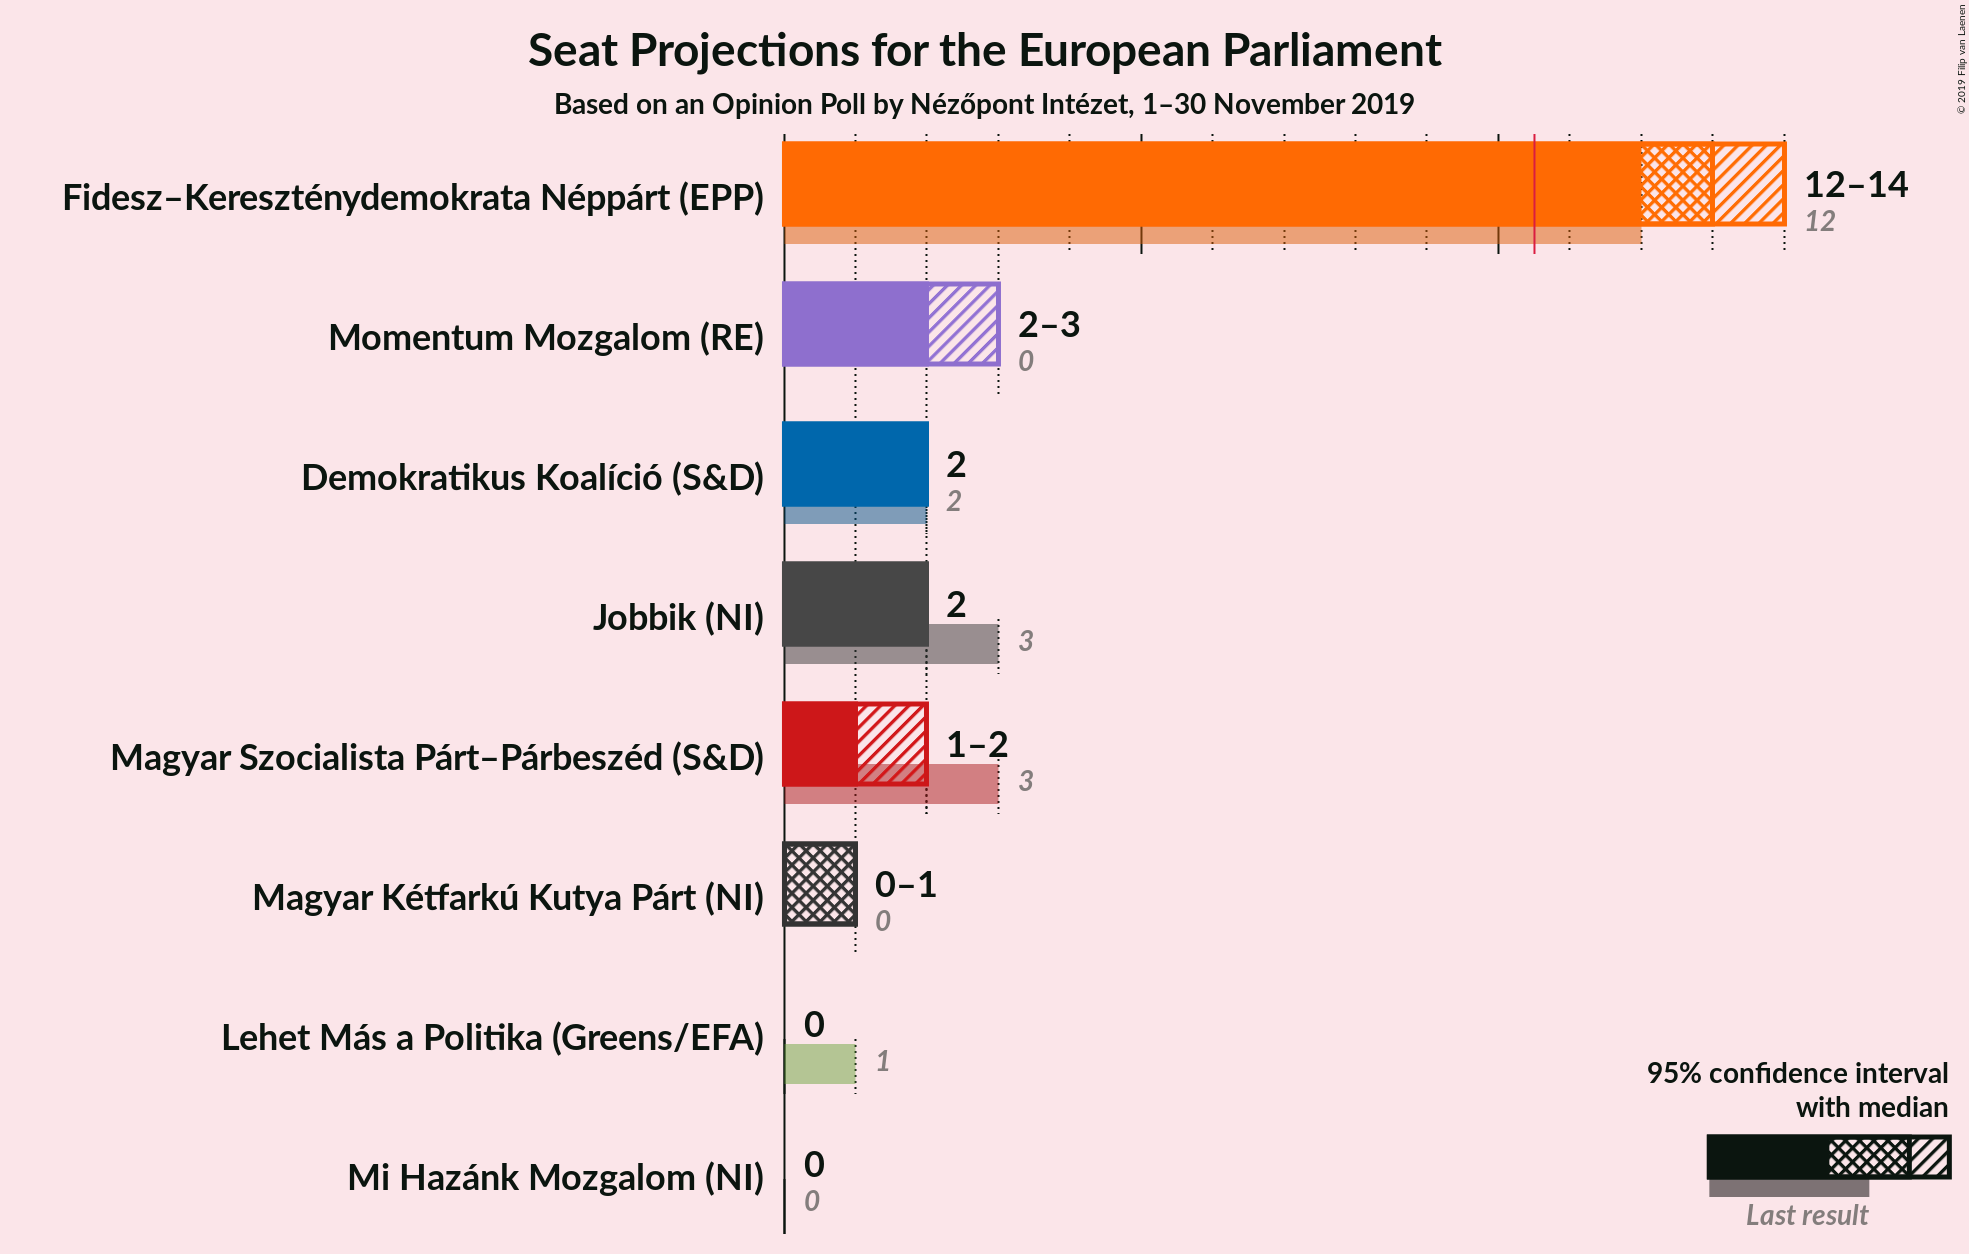 Seat Projections for the European Parliament
Based on an Opinion Poll by Nézőpont Intézet, 1–30 November 2019
© 2019 Filip van Laenen
Fidesz–Kereszténydemokrata Néppárt (EPP)
12–14
12
Momentum Mozgalom (RE)
2–3
0
Demokratikus Koalíció (S&D)
2
2
Jobbik (NI)
2
3
Magyar Szocialista Párt–Párbeszéd (S&D)
1–2
3
Magyar Kétfarkú Kutya Párt (NI)
0–1
0
Lehet Más a Politika (Greens/EFA)
0
1
Mi Hazánk Mozgalom (NI)
0
0
95% confidence interval
with median
Last result